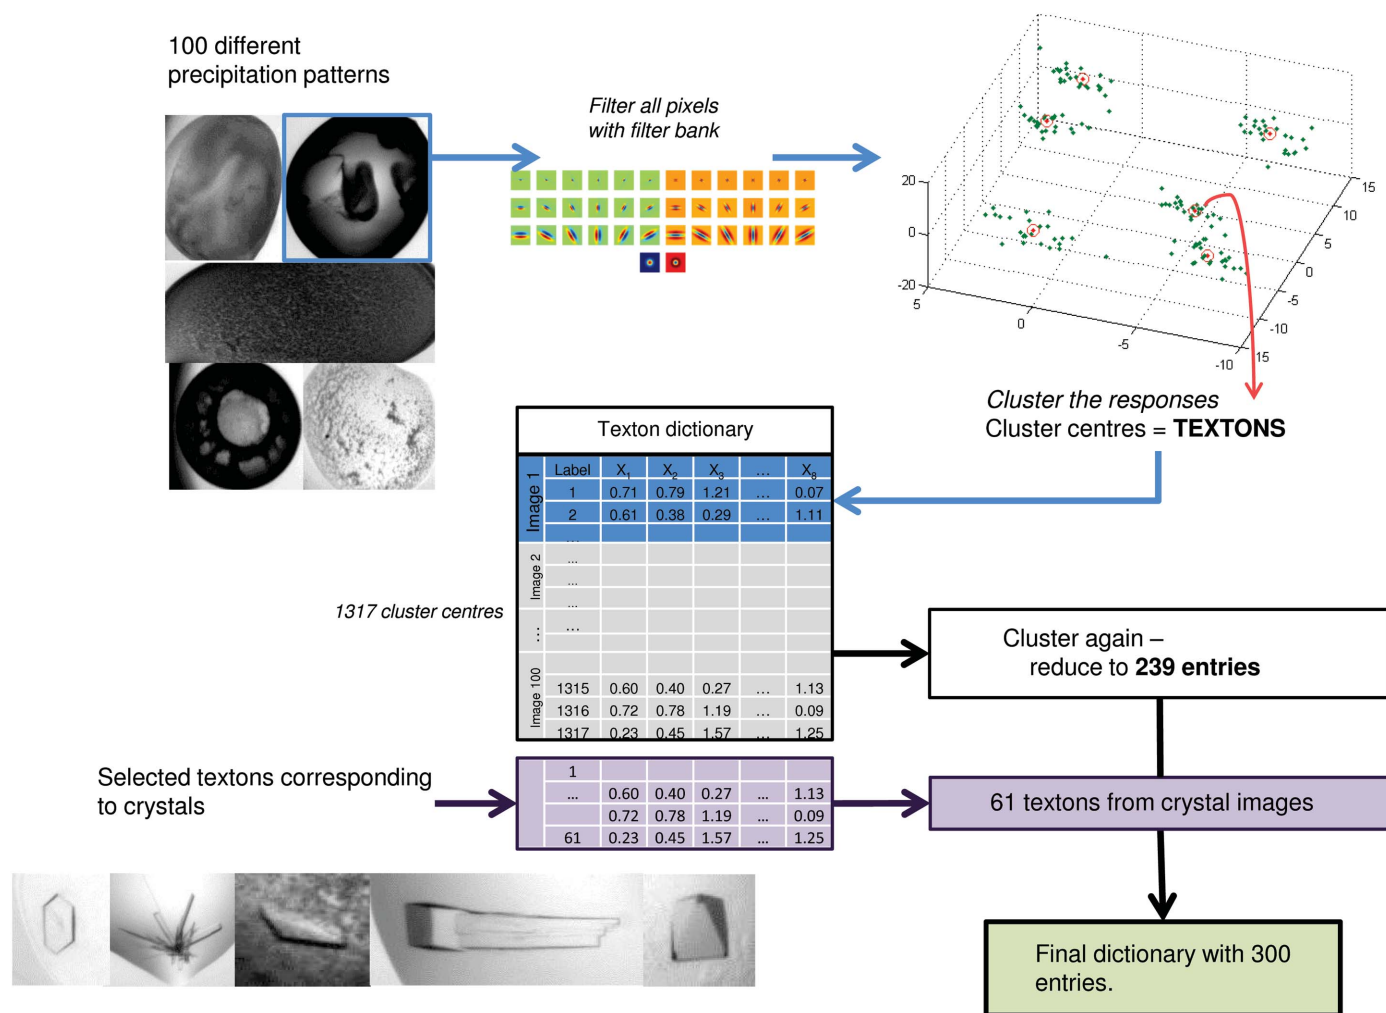 100 different
precipitation patterns
Filter all pixels
with filter bank
20
0
-20
5
0
-5
-10
15
10
5
0
-5
-10
15
Cluster the responses
Cluster centres = TEXTONS
Texton dictionary
Image 1
Label X1 X2 X3 ... X8
1 0.71 0.79 1.21 ... 0.07
2 0.61 0.38 0.29 ... 1.11
...
Image 2
...
...
...
1317 cluster centres
... ...
Image 100
1315 0.60 0.40 0.27 ... 1.13
1316 0.72 0.78 1.19 ... 0.09
1317 0.23 0.45 1.57 ... 1.25
Cluster again –
reduce to 239 entries
Selected textons corresponding
to crystals
1
... 0.60 0.40 0.27 ... 1.13
0.72 0.78 1.19 ... 0.09
61 0.23 0.45 1.57 ... 1.25
61 textons from crystal images
Final dictionary with 300
entries.